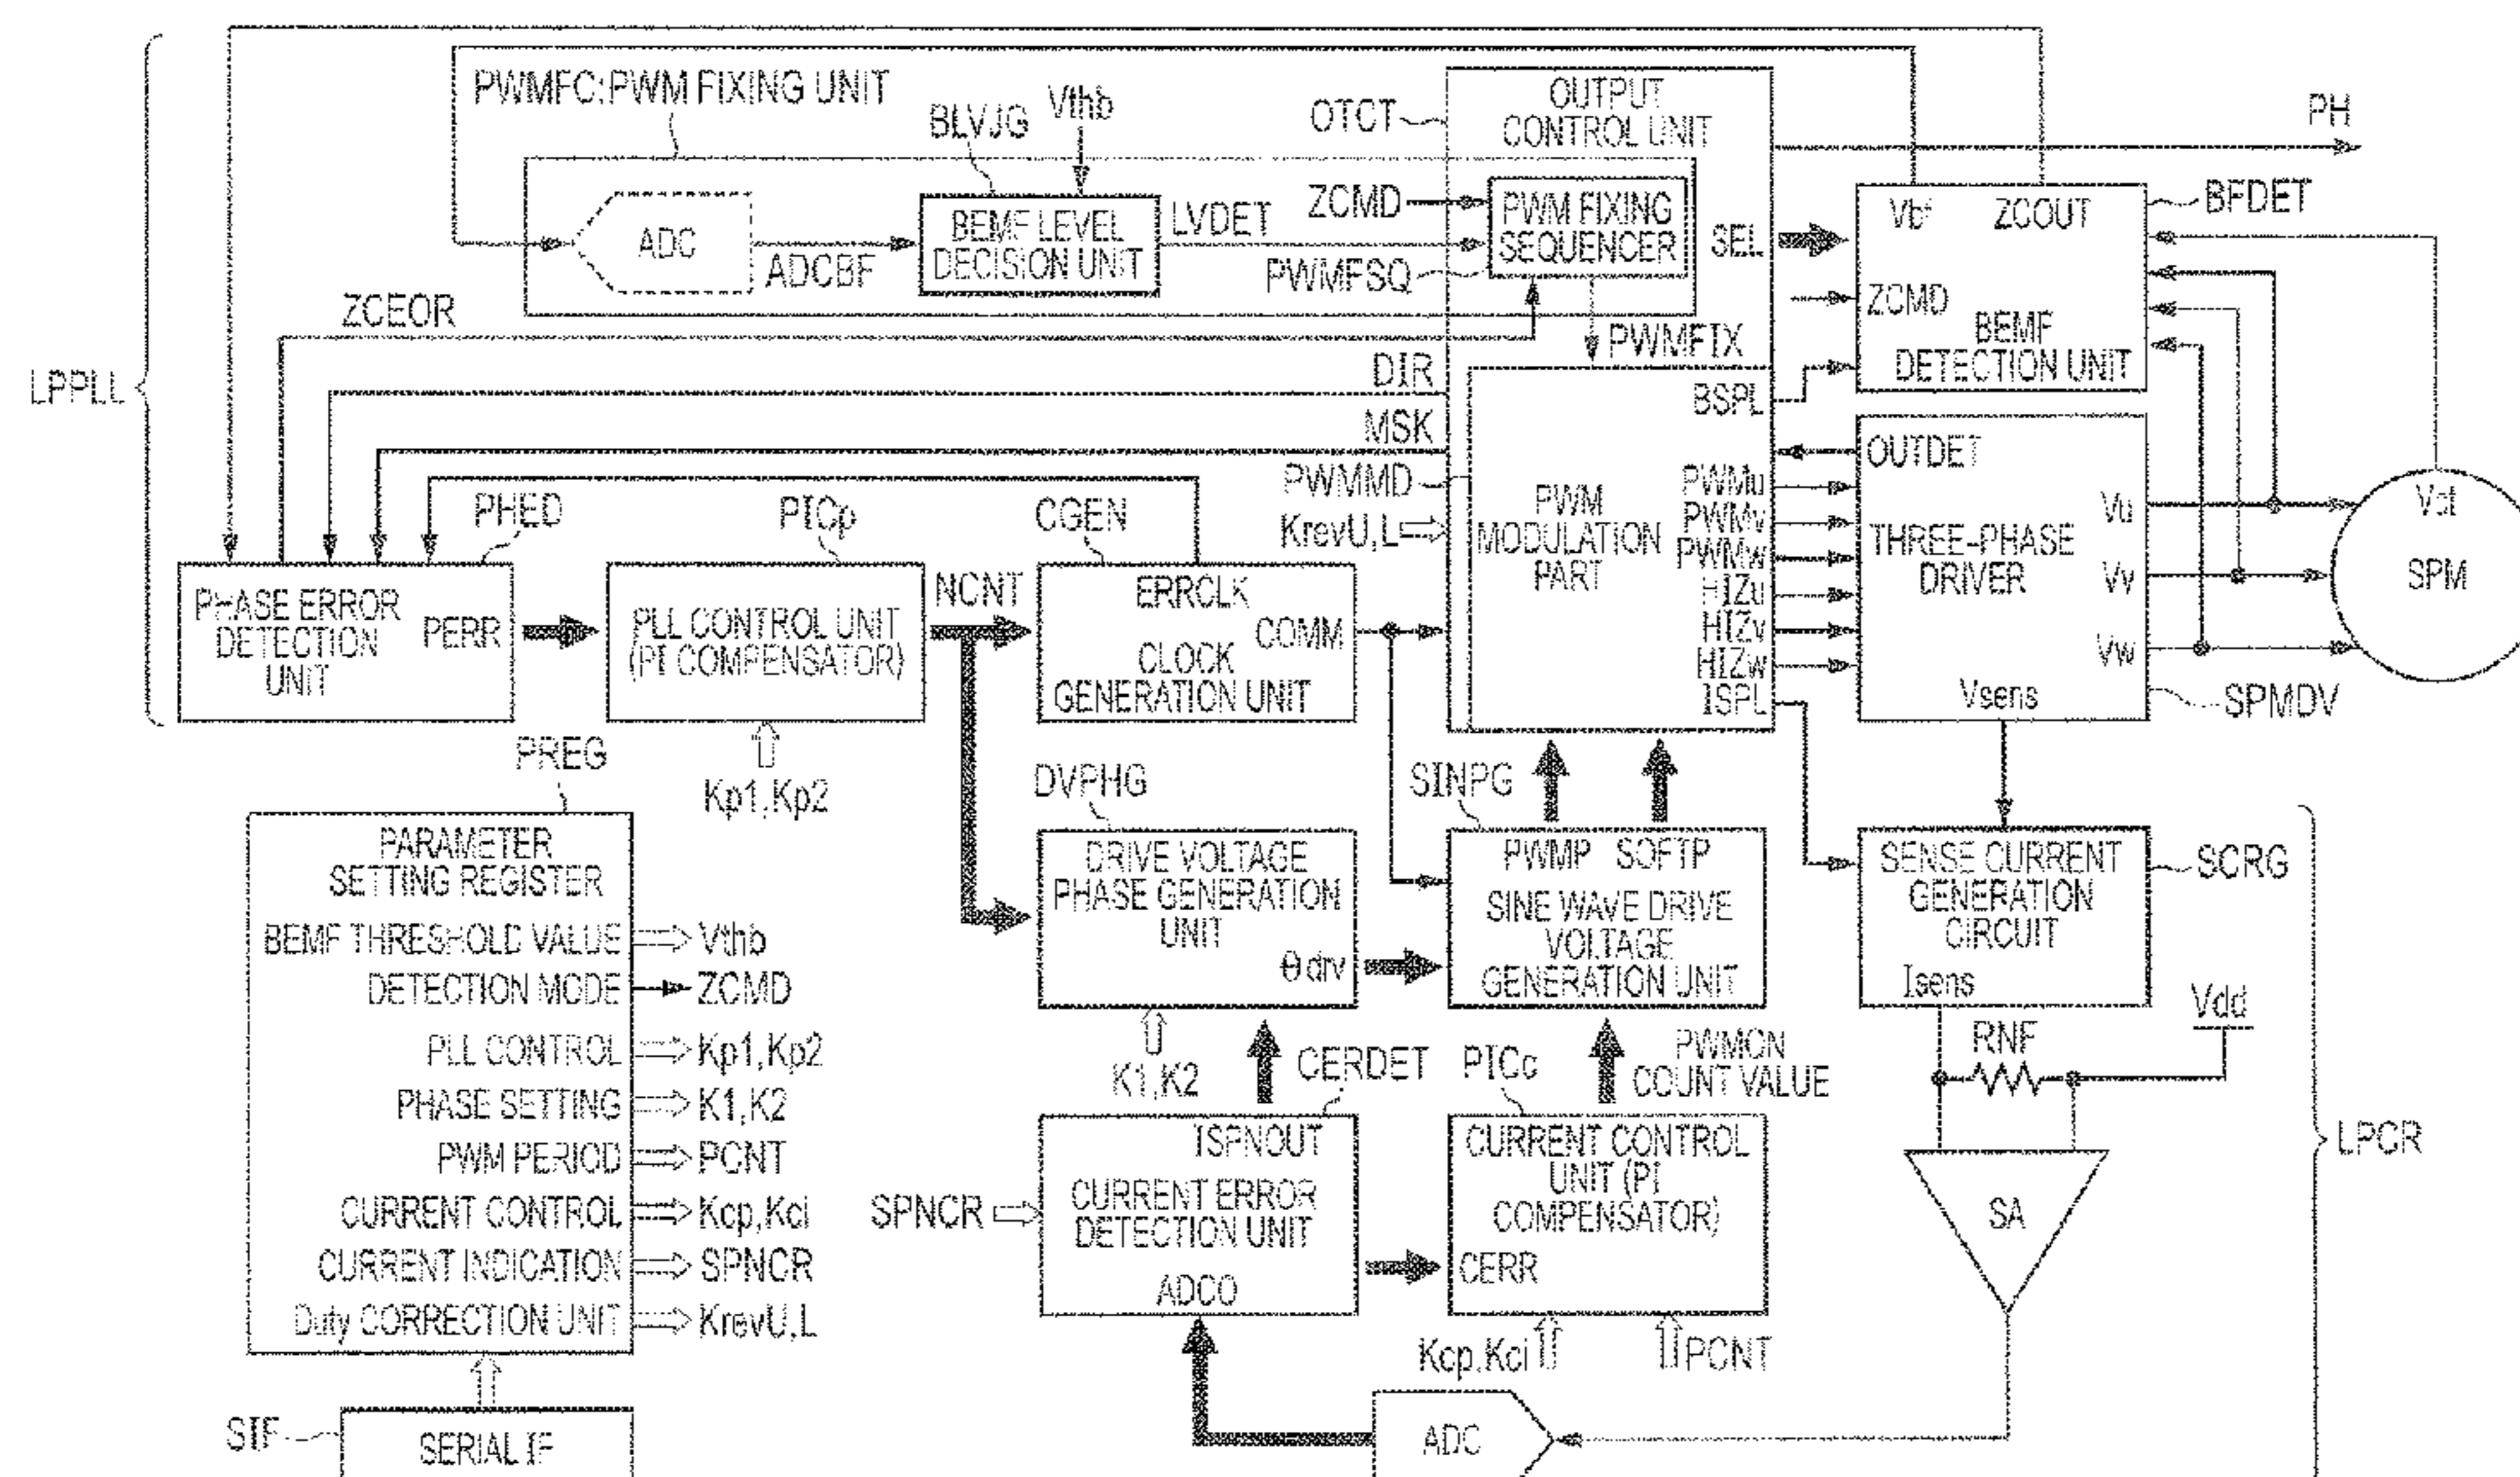 PWMFC:PWM FIXING UNIT
BLVJG
Vthb
OTCT
OUTPUT
CONTROL UNIT
PH
ADC
ADCBF
BEMF LEVEL
DECISION UNIT
LVDET
ZCMD
PWM FIXING
SEQUENCER
PWMFSQ
SEL
Vbf
ZCOUT
BFDET
ZCMD
BEMF
DETECTION UNIT
ZCEOR
PWMFIX
LPPLL
DIR
BSPL
MSK
OUTDET
PWMMD
KrevU,L
PWM
MODULATION
PART
PWMu
PWMv
PWMw
HIZu
HIZv
HIZw
ISPL
THREE-PHASE
DRIVER
Vu
Vv
Vw
Vsens
SPMDV
Vct
SPM
PHED
PICp
CGEN
PHASE ERROR
DETECTION
UNIT
PERR
PLL CONTROL UNIT
(PI COMPENSATOR)
NCNT
ERRCLK
COMM
CLOCK
GENERATION UNIT
Kp1,Kp2
PREG
PARAMETER
SETTING REGISTER
BEMF THRESHOLD VALUE
Vthb
DETECTION MODE
ZCMD
PLL CONTROL
Kp1,Kp2
PHASE SETTING
K1,K2
PWM PERIOD
PCNT
CURRENT CONTROL
Kcp,Kci
CURRENT INDICATION
SPNCR
Duty CORRECTION UNIT
KrevU,L
SIF
SERIAL IF
DVPHG
DRIVE VOLTAGE
PHASE GENERATION
UNIT
θdrv
K1,K2
SINPG
PWMP
SOFTP
SINE WAVE DRIVE
VOLTAGE
GENERATION UNIT
SENSE CURRENT
GENERATION
CIRCUIT
Isens
SCRG
Vdd
RNF
CERDET
PICc
PWMON
COUNT VALUE
ISPNOUT
SPNCR
CURRENT ERROR
DETECTION UNIT
ADCO
CURRENT CONTROL
UNIT (PI
COMPENSATOR)
CERR
Kcp,Kci
PCNT
SA
LPCR
ADC